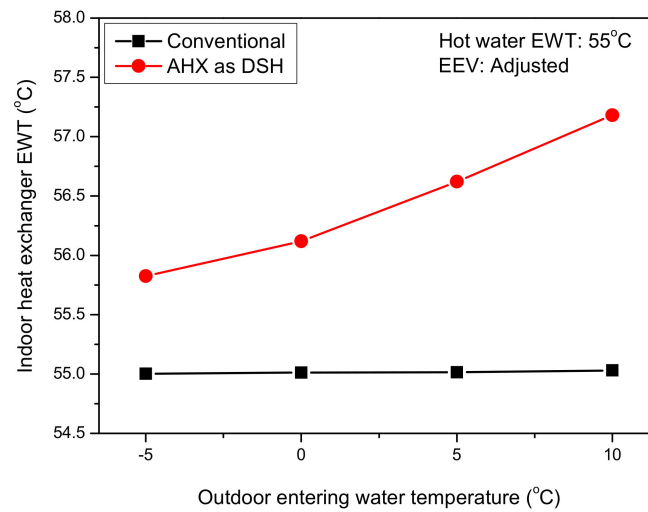 58.0
57.5
57.0
56.5
56.0
55.5
55.0
54.5
Indoor heat exchanger EWT (°C)
Conventional
AHX as DSH
Hot water EWT: 55°C
EEV: Adjusted
-5 0 5 10
Outdoor entering water temperature (°C)